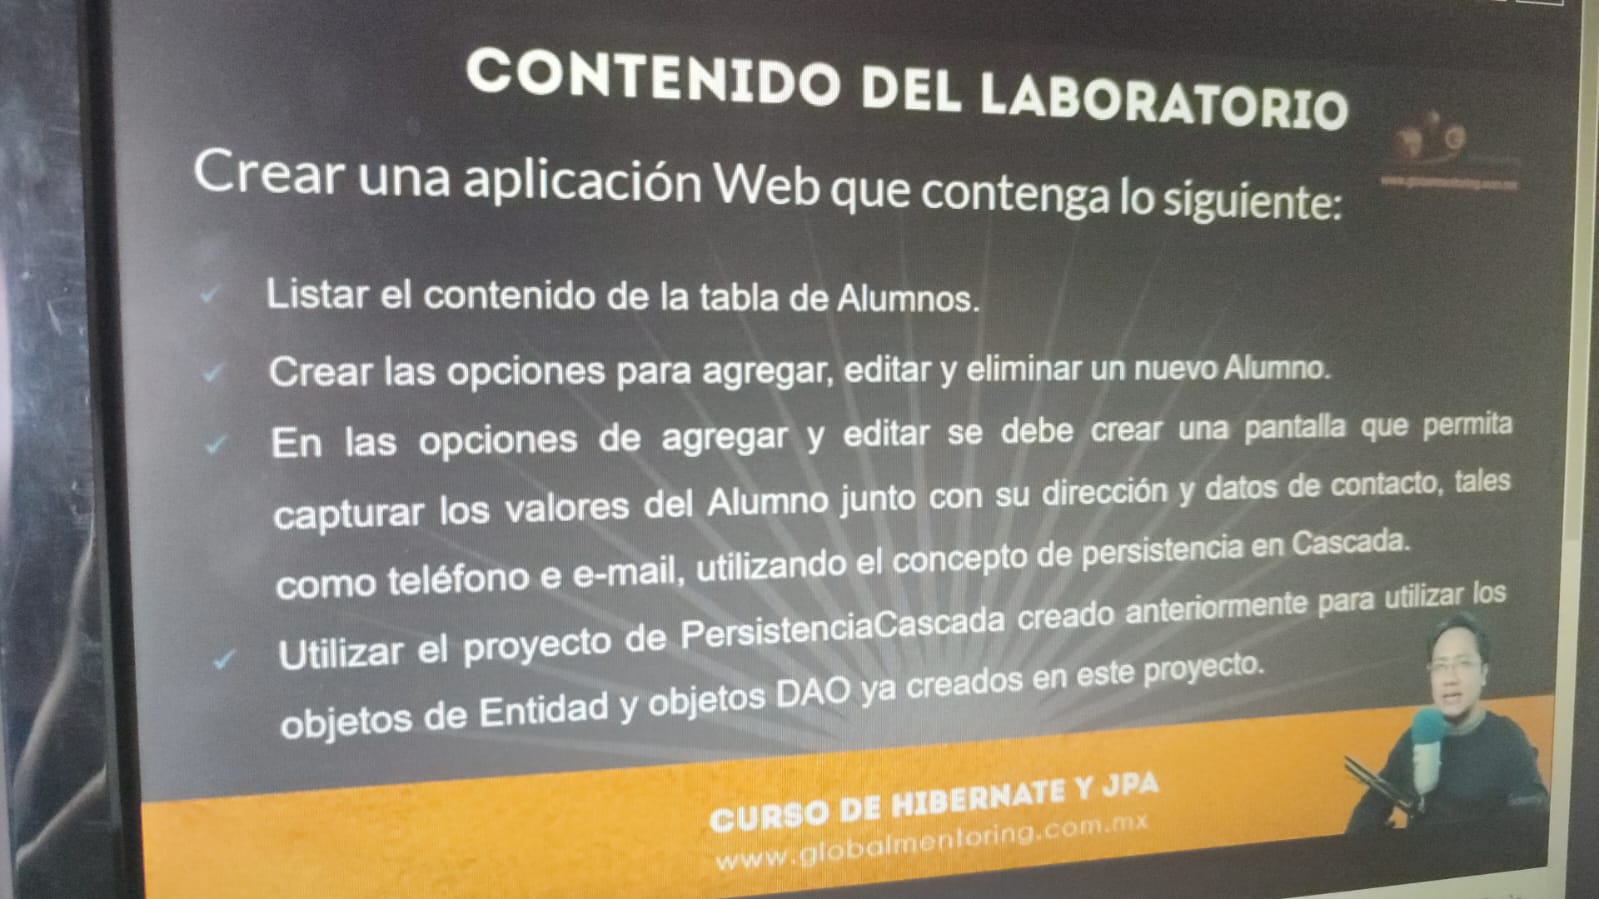 CONTENIDO DEL LABORATORIO
Crear una aplicación Web que contenga lo siguiente:
Listar el contenido de la tabla de Alumnos.
Crear las opciones para agregar, editar y eliminar un nuevo Alumno.
En las opciones de agregar y editar se debe crear una pantalla que permita
capturar los valores del Alumno junto con su dirección y datos de contacto, tales
como teléfono e e-mail, utilizando el concepto de persistencia en Cascada.
Utilizar el proyecto de PersistenciaCascada creado anteriormente para utilizar los
objetos de Entidad y objetos DAO ya creados en este proyecto.
CURSO DE HIBERNATE Y JPA
www.globalmentoring.com.mx